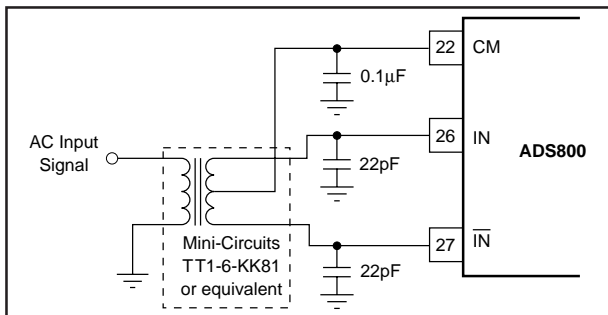 22 CM
0.1µF
AC Input
Signal
26 IN
ADS800
22pF
27 I̅N̅
Mini-Circuits
TT1-6-KK81
or equivalent
22pF